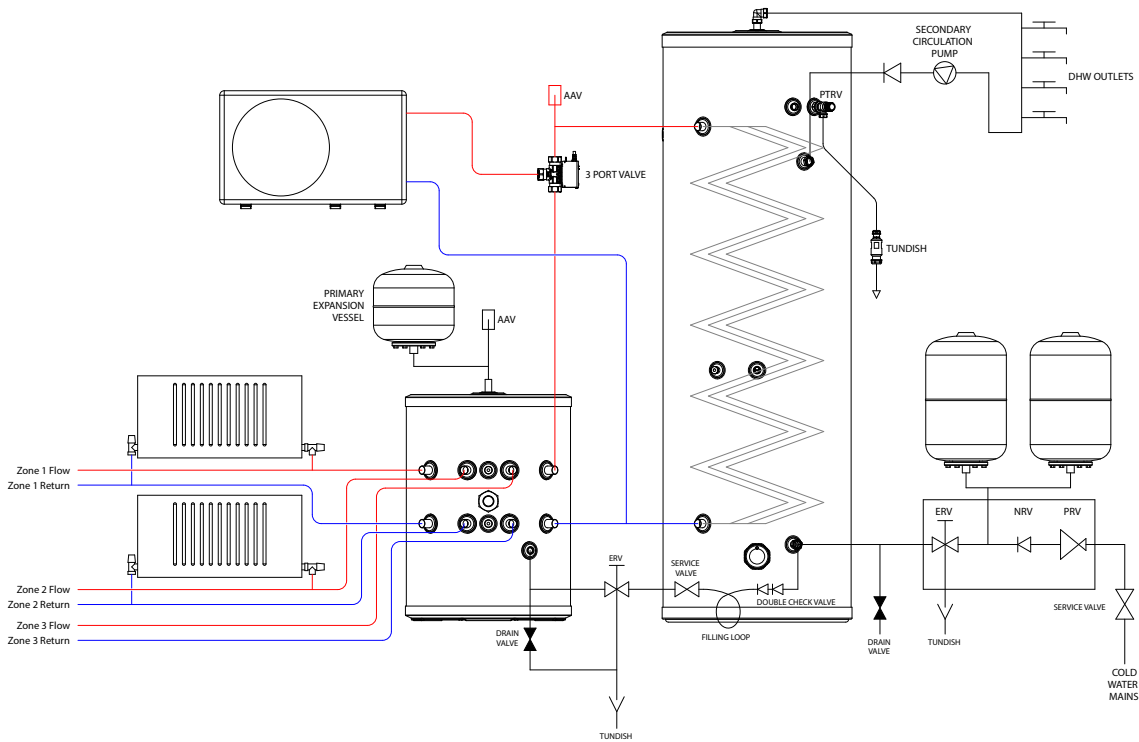 SECONDARY
CIRCULATION
PUMP
DHW OUTLETS
PTRV
AAV
3 PORT VALVE
TUNDISH
PRIMARY
EXPANSION
VESSEL
AAV
Zone 1 Flow
Zone 1 Return
Zone 2 Flow
Zone 2 Return
Zone 3 Flow
Zone 3 Return
ERV
SERVICE
VALVE
DOUBLE CHECK VALVE
FILLING LOOP
DRAIN
VALVE
TUNDISH
ERV
NRV
PRV
SERVICE VALVE
DRAIN
VALVE
TUNDISH
COLD
WATER
MAINS